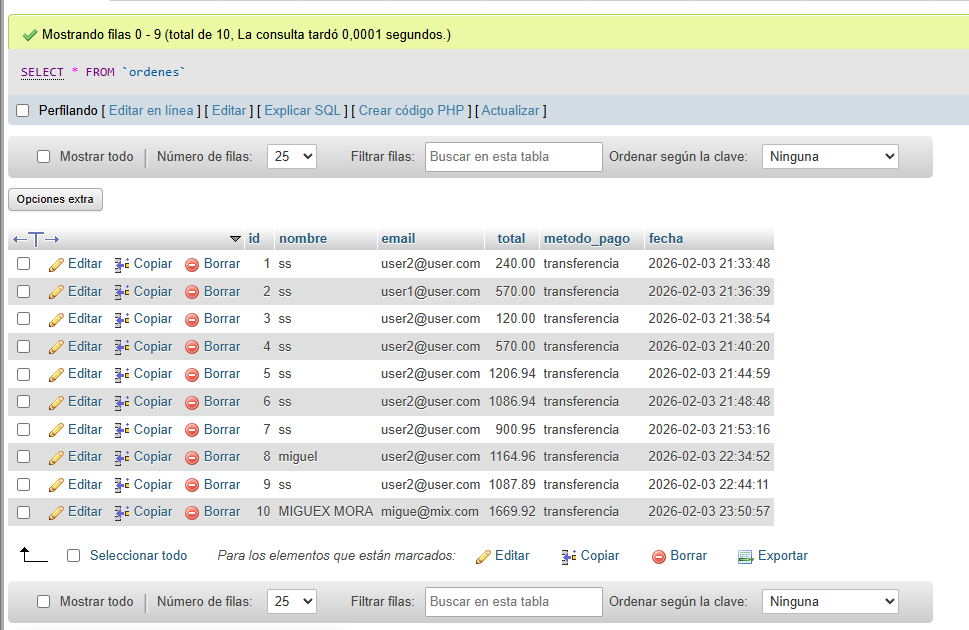 Mostrando filas 0 - 9 (total de 10, La consulta tardó 0,0001 segundos.)
SELECT * FROM `ordenes`
Perfilando [ Editar en línea ] [ Editar ] [ Explicar SQL ] [ Crear código PHP ] [ Actualizar ]
Mostrar todo Número de filas: 25 Filtrar filas: Buscar en esta tabla Ordenar según la clave: Ninguna
Opciones extra
id nombre email total metodo_pago fecha
Editar Copiar Borrar 1 ss user2@user.com 240.00 transferencia 2026-02-03 21:33:48
Editar Copiar Borrar 2 ss user1@user.com 570.00 transferencia 2026-02-03 21:36:39
Editar Copiar Borrar 3 ss user2@user.com 120.00 transferencia 2026-02-03 21:38:54
Editar Copiar Borrar 4 ss user2@user.com 570.00 transferencia 2026-02-03 21:40:20
Editar Copiar Borrar 5 ss user2@user.com 1206.94 transferencia 2026-02-03 21:44:59
Editar Copiar Borrar 6 ss user2@user.com 1086.94 transferencia 2026-02-03 21:48:48
Editar Copiar Borrar 7 ss user2@user.com 900.95 transferencia 2026-02-03 21:53:16
Editar Copiar Borrar 8 miguel user2@user.com 1164.96 transferencia 2026-02-03 22:34:52
Editar Copiar Borrar 9 ss user2@user.com 1087.89 transferencia 2026-02-03 22:44:11
Editar Copiar Borrar 10 MIGUEX MORA migue@mix.com 1669.92 transferencia 2026-02-03 23:50:57
Seleccionar todo Para los elementos que están marcados: Editar Copiar Borrar Exportar
Mostrar todo Número de filas: 25 Filtrar filas: Buscar en esta tabla Ordenar según la clave: Ninguna